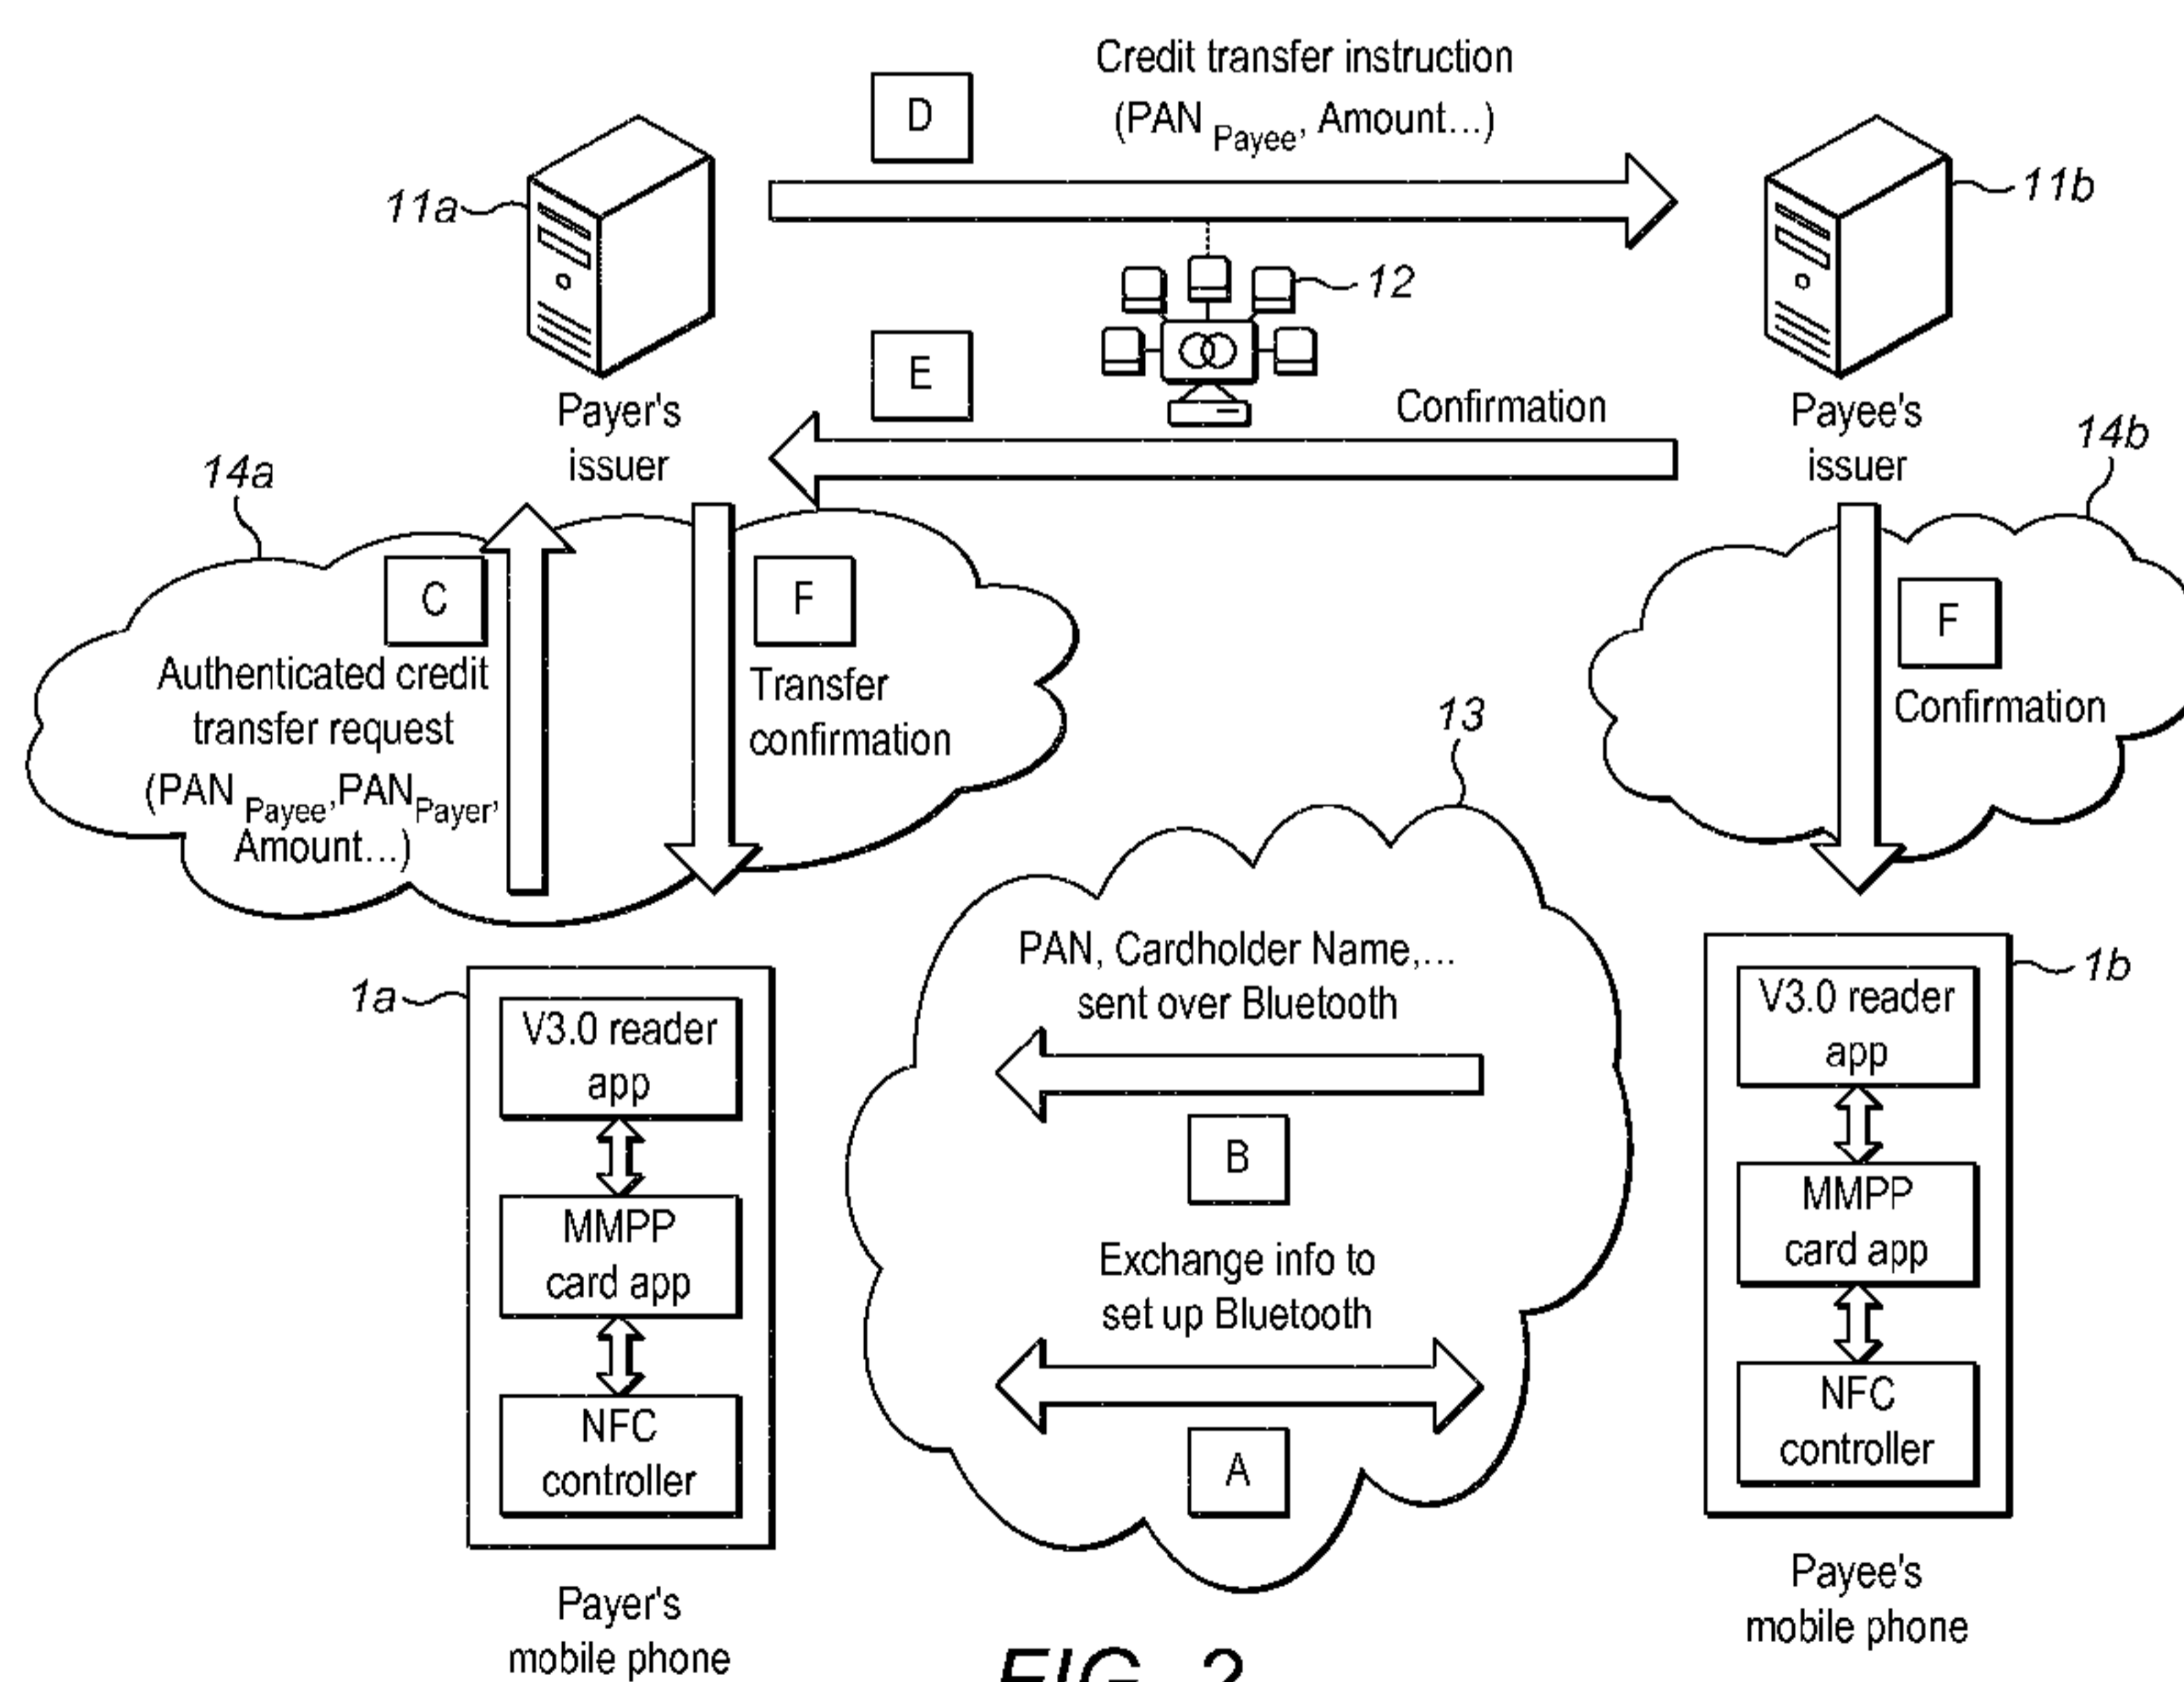 Credit transfer instruction
D
(PAN Payee, Amount...)
11a
11b
12
E
Confirmation
Payer's
issuer
Payee's
issuer
14a
14b
C
F
F
Authenticated credit
transfer request
(PAN Payee,PANPayer,
Amount...)
Transfer
confirmation
Confirmation
13
PAN, Cardholder Name,...
sent over Bluetooth
B
Exchange info to
set up Bluetooth
A
1a
V3.0 reader
app
MMPP
card app
NFC
controller
Payer's
mobile phone
1b
V3.0 reader
app
MMPP
card app
NFC
controller
Payee's
mobile phone
FIG. 2